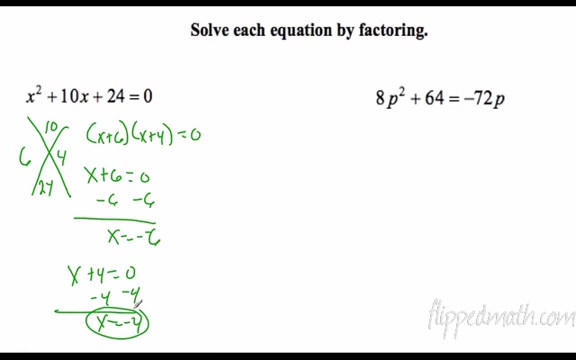 Solve each equation by factoring.
x² + 10x + 24 = 0
8p² + 64 = –72p
10
6 4
24
(x+6)(x+4)=0
x+6=0
-6 -6
x=-6
x+4=0
-4 -4
x=-4
flippedmath.com